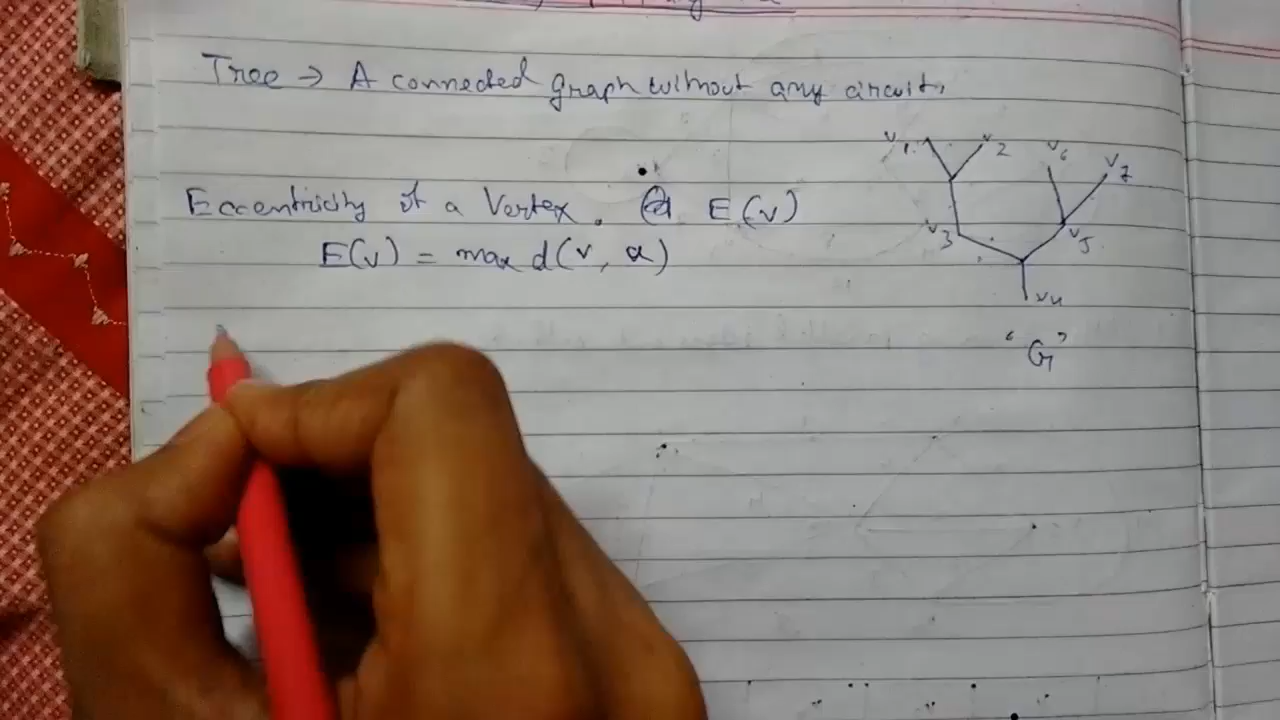 Tree → A connected graph without any circuit,
Eccentricity of a Vertex. E(v)
E(v) = max d(v, x)
v1
v2
v6
v7
v3
v5
v4
"G"